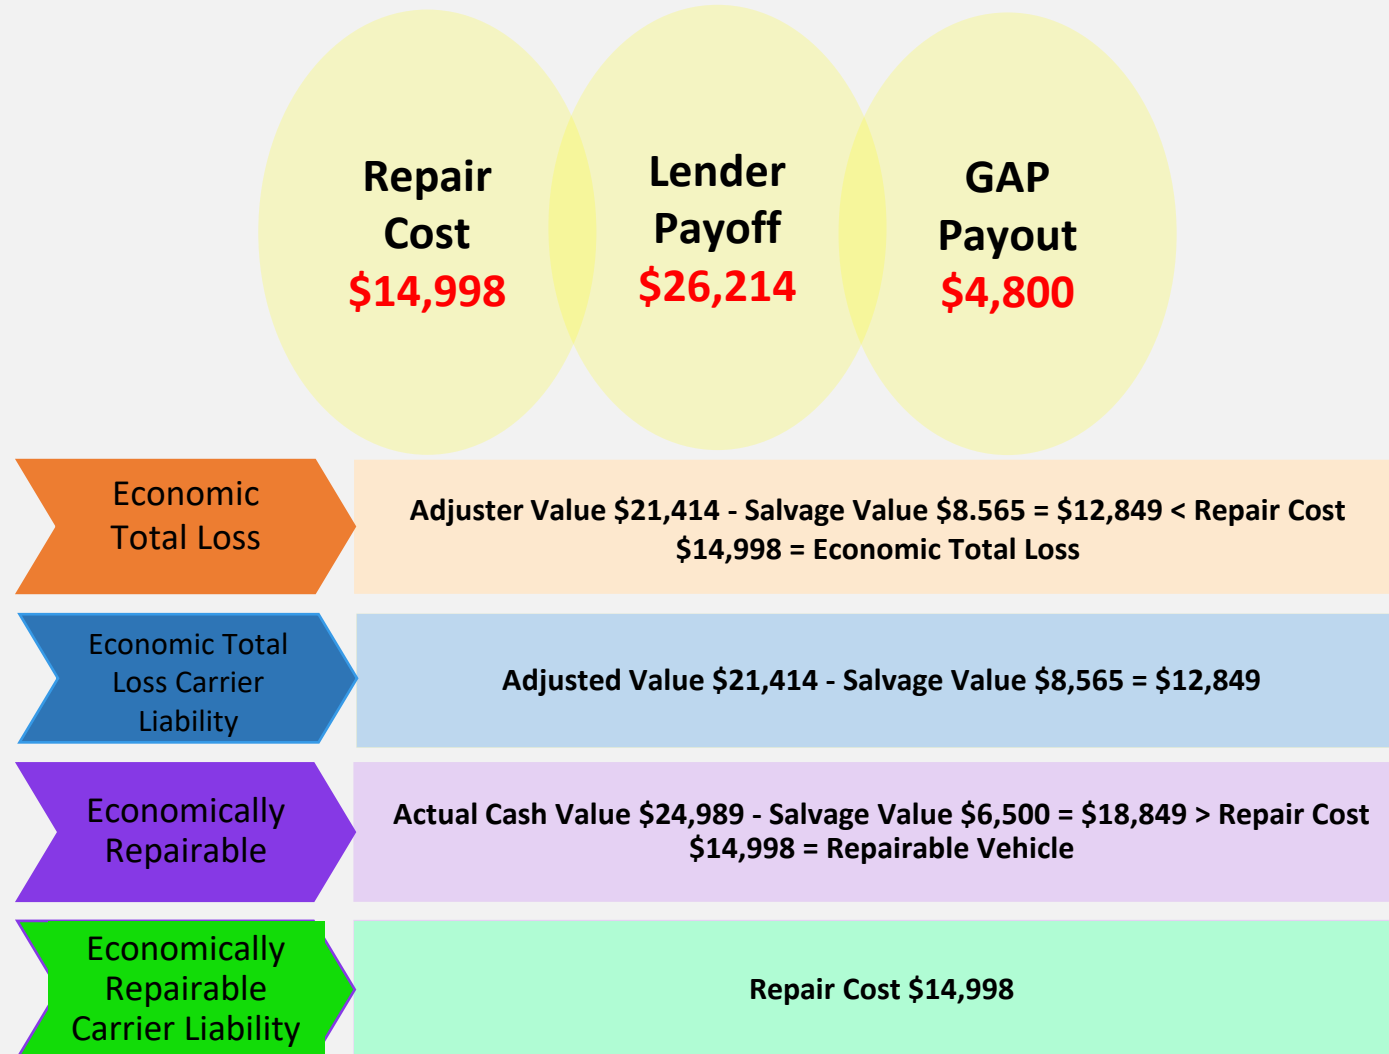 Repair
Cost
$14,998
Lender
Payoff
$26,214
GAP
Payout
$4,800
Economic
Total Loss
Adjuster Value $21,414 - Salvage Value $8.565 = $12,849 < Repair Cost
$14,998 = Economic Total Loss
Economic Total
Loss Carrier
Liability
Adjusted Value $21,414 - Salvage Value $8,565 = $12,849
Economically
Repairable
Actual Cash Value $24,989 - Salvage Value $6,500 = $18,849 > Repair Cost
$14,998 = Repairable Vehicle
Economically
Repairable
Carrier Liability
Repair Cost $14,998